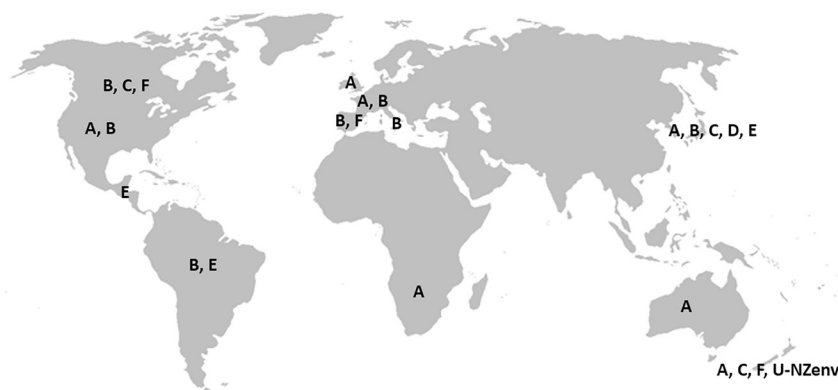 B, C, F
A, B
E
B, E
A
A, B
B, F
B
A
A, B, C, D, E
A
A, C, F, U-NZenv